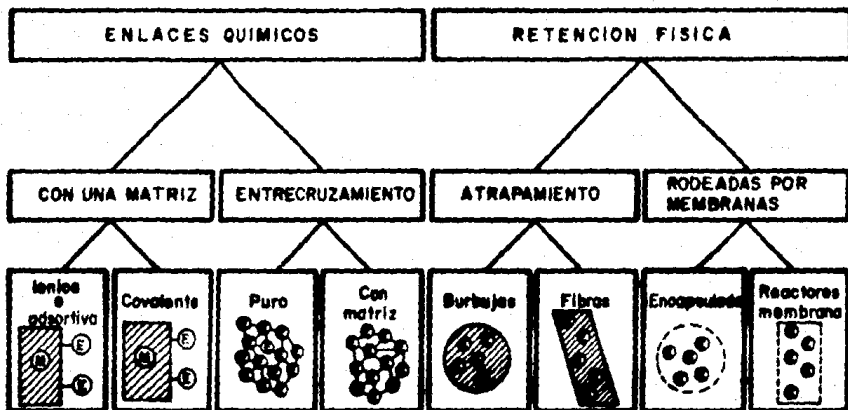 ENLACES QUIMICOS
RETENCION FISICA
CON UNA MATRIZ
ENTRECRUZAMIENTO
ATRAPAMIENTO
RODEADAS POR
MEMBRANAS
Ionica
o
adsortiva
M
E
E
Covalente
M
E
E
Puro
Con
matriz
Burbujas
Fibras
Encapsulado
Reactores
membrana